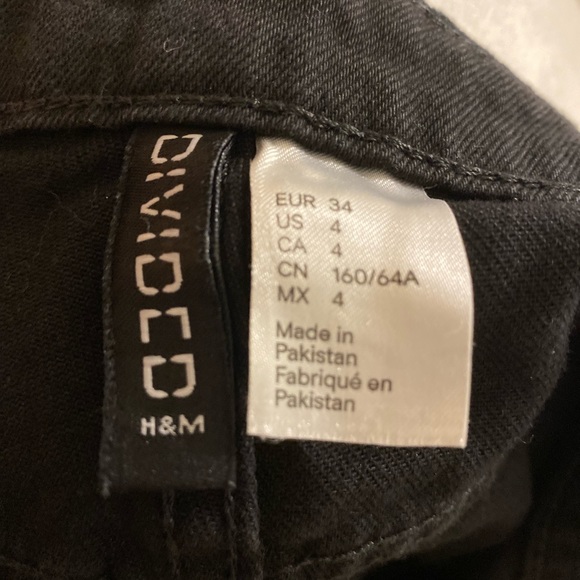 DIVIDED
H&M
EUR 34
US 4
CA 4
CN 160/64A
MX 4
Made in
Pakistan
Fabriqué en
Pakistan